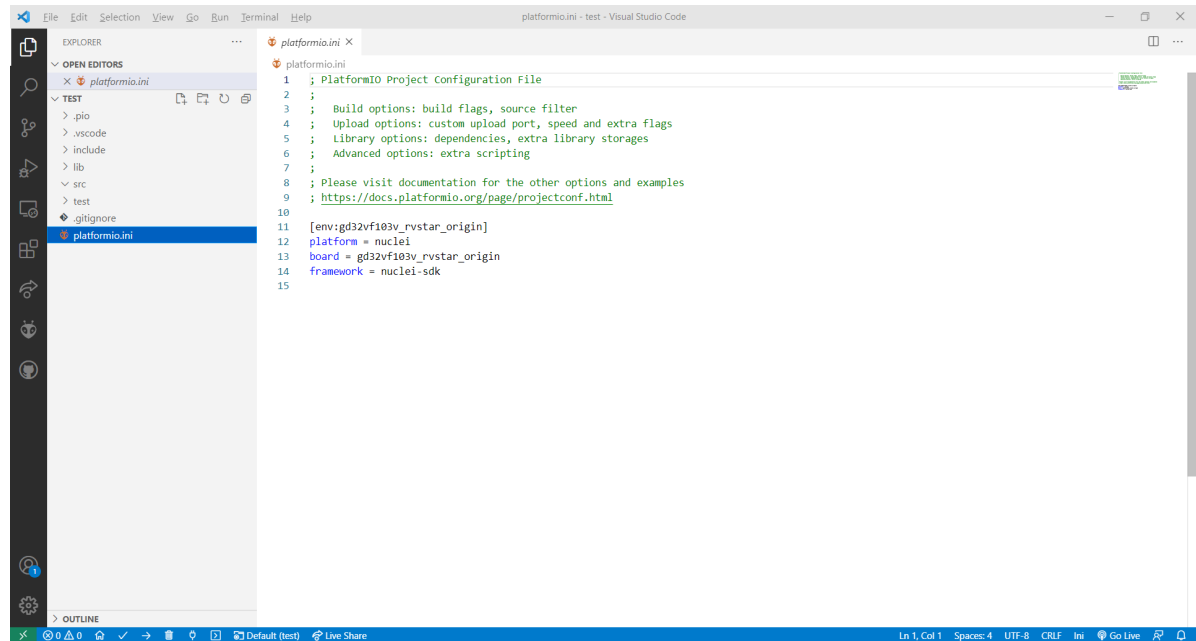 File Edit Selection View Go Run Terminal Help
platformio.ini - test - Visual Studio Code
EXPLORER
OPEN EDITORS
platformio.ini
TEST
.pio
.vscode
include
lib
src
test
.gitignore
platformio.ini
OUTLINE
platformio.ini
platformio.ini
1 ; PlatformIO Project Configuration File
2 ;
3 ; Build options: build flags, source filter
4 ; Upload options: custom upload port, speed and extra flags
5 ; Library options: dependencies, extra library storages
6 ; Advanced options: extra scripting
7 ;
8 ; Please visit documentation for the other options and examples
9 ; https://docs.platformio.org/page/projectconf.html
10
11 [env:gd32vf103v_rvstar_origin]
12 platform = nuclei
13 board = gd32vf103v_rvstar_origin
14 framework = nuclei-sdk
15
1
0 0 Default (test) Live Share Ln 1, Col 1 Spaces: 4 UTF-8 CRLF Ini Go Live